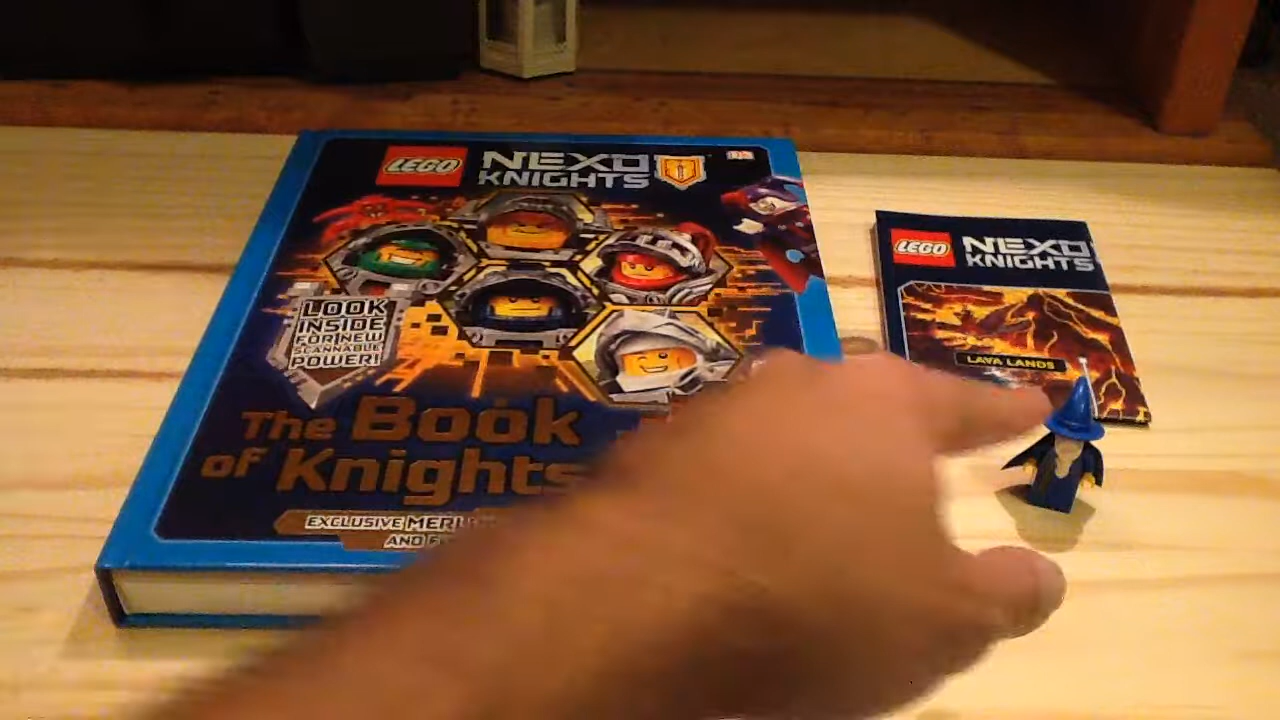 LEGO NEXO KNIGHTS
DK
LOOK
INSIDE
FOR NEW
SCANNABLE
POWER!
The Book
of Knights
EXCLUSIVE
AND
LEGO NEXO KNIGHTS
LAVA LANDS